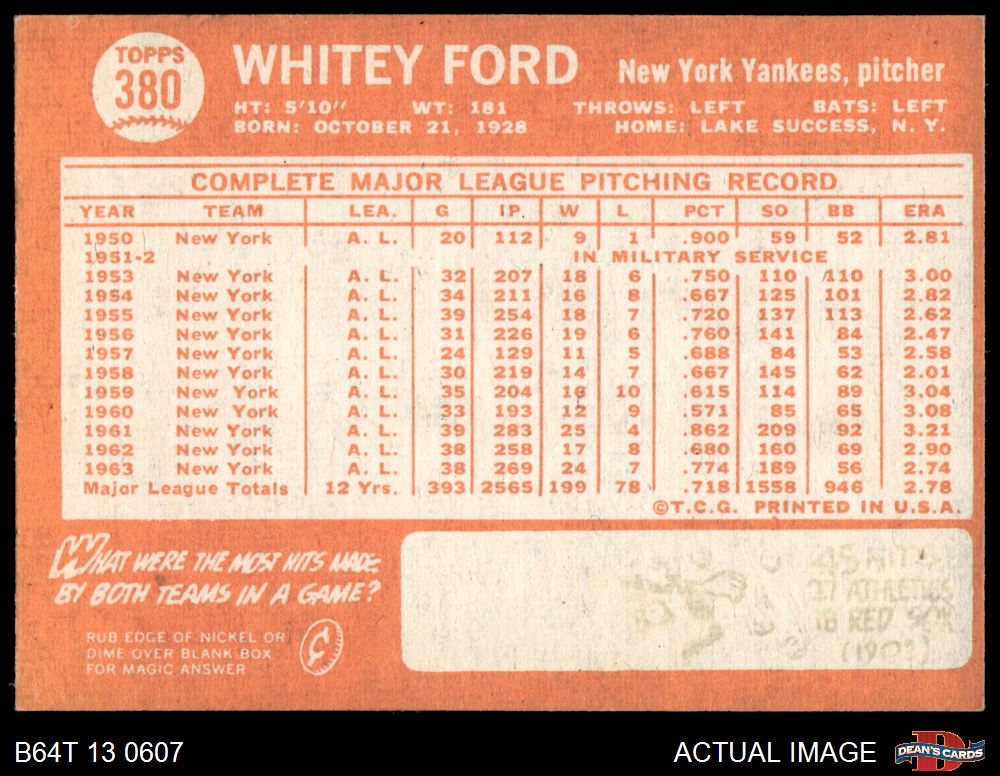 TOPPS
380
WHITEY FORD
New York Yankees, pitcher
HT: 5'10" WT: 181 THROWS: LEFT BATS: LEFT
BORN: OCTOBER 21, 1928 HOME: LAKE SUCCESS, N. Y.
COMPLETE MAJOR LEAGUE PITCHING RECORD
YEAR TEAM LEA. G IP W L PCT SO BB ERA
1950 New York A. L. 20 112 9 1 .900 59 52 2.81
1951-2 IN MILITARY SERVICE
1953 New York A. L. 32 207 18 6 .750 110 110 3.00
1954 New York A. L. 34 211 16 8 .667 125 101 2.82
1955 New York A. L. 39 254 18 7 .720 137 113 2.62
1956 New York A. L. 31 226 19 6 .760 141 84 2.47
1957 New York A. L. 24 129 11 5 .688 84 53 2.58
1958 New York A. L. 30 219 14 7 .667 145 62 2.01
1959 New York A. L. 35 204 16 10 .615 114 89 3.04
1960 New York A. L. 33 193 12 9 .571 85 65 3.08
1961 New York A. L. 39 283 25 4 .862 209 92 3.21
1962 New York A. L. 38 258 17 8 .680 160 69 2.90
1963 New York A. L. 38 269 24 7 .774 189 56 2.74
Major League Totals 12 Yrs. 393 2565 199 78 .718 1558 946 2.78
©T.C.G. PRINTED IN U.S.A.
WHAT WERE THE MOST HITS MADE
BY BOTH TEAMS IN A GAME?
RUB EDGE OF NICKEL OR
DIME OVER BLANK BOX
FOR MAGIC ANSWER
¢
45 HITS
27 ATHLETICS
18 RED SOX
B64T 13 0607
ACTUAL IMAGE
DEAN'S CARDS